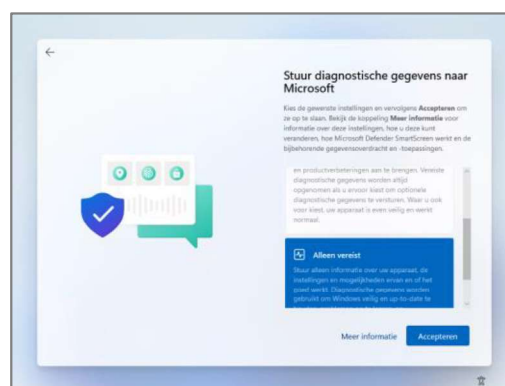 Stuur diagnostische gegevens naar
Microsoft
Kies de gewenste instellingen en vervolgens Accepteren om
ze op te slaan. Bekijk de koppeling Meer informatie voor
informatie over deze instellingen, hoe u deze kunt
veranderen, hoe Microsoft Defender SmartScreen werkt en de
bijbehorende gegevensoverdracht en -toepassingen.
en productverbeteringen aan te brengen. Vereiste
diagnostische gegevens worden altijd
opgenomen als u ervoor kiest om optionele
diagnostische gegevens te versturen. Waar u ook
voor kiest, uw apparaat is even veilig en werkt
normaal.
Alleen vereist
Stuur alleen informatie over uw apparaat, de
instellingen en mogelijkheden ervan en of het
goed werkt. Diagnostische gegevens worden
gebruikt om Windows veilig en up-to-date te
Meer informatie
Accepteren